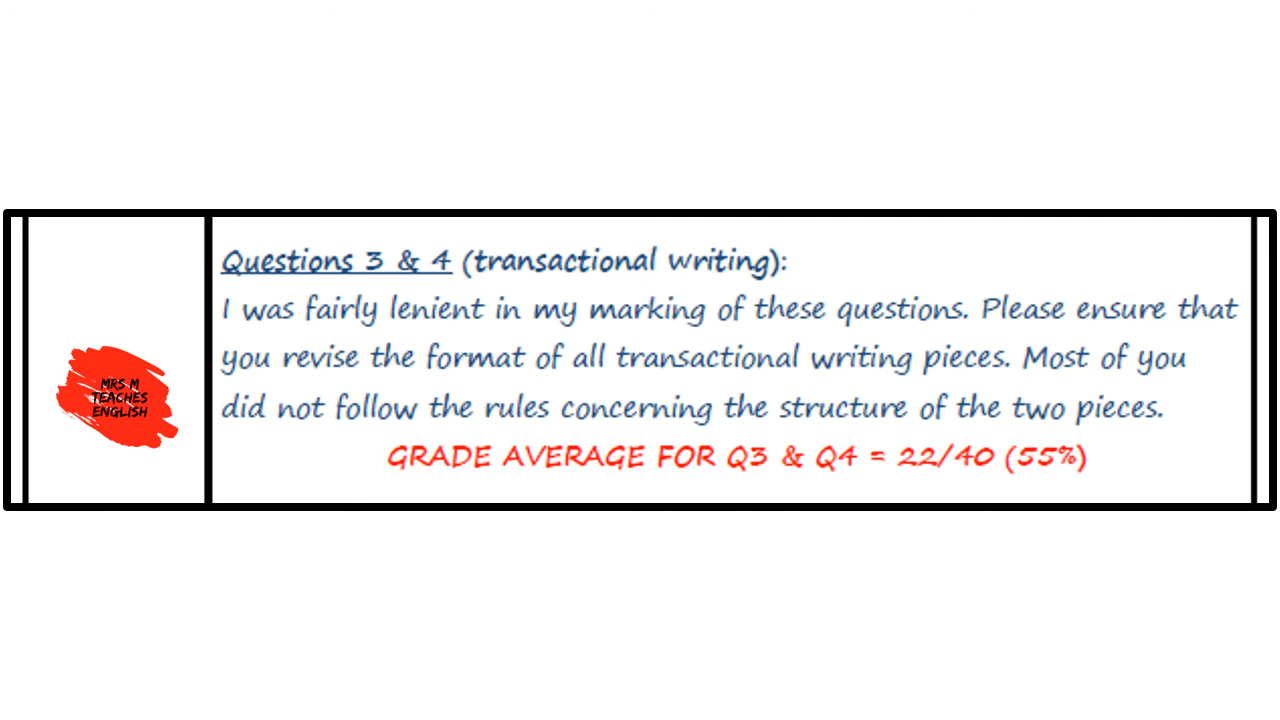 Questions 3 & 4 (transactional writing):
I was fairly lenient in my marking of these questions. Please ensure that
you revise the format of all transactional writing pieces. Most of you
did not follow the rules concerning the structure of the two pieces.
GRADE AVERAGE FOR Q3 & Q4 = 22/40 (55%)
MRS M
TEACHES
ENGLISH